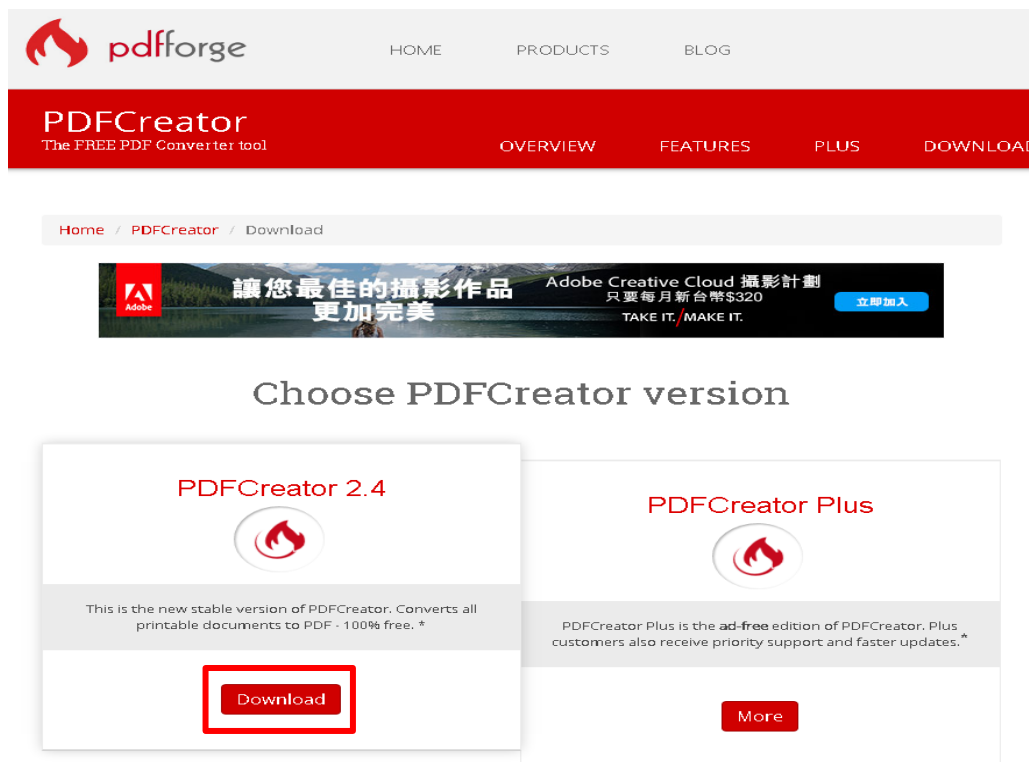 pdfforge
HOME PRODUCTS BLOG
PDFCreator
The FREE PDF Converter tool
OVERVIEW FEATURES PLUS DOWNLOAD
Home / PDFCreator / Download
Adobe
讓您最佳的攝影作品
更加完美
Adobe Creative Cloud 攝影計劃
只要每月新台幣$320
TAKE IT./MAKE IT.
立即加入
Choose PDFCreator version
PDFCreator 2.4
This is the new stable version of PDFCreator. Converts all
printable documents to PDF - 100% free. *
Download
PDFCreator Plus
PDFCreator Plus is the ad-free edition of PDFCreator. Plus
customers also receive priority support and faster updates.*
More